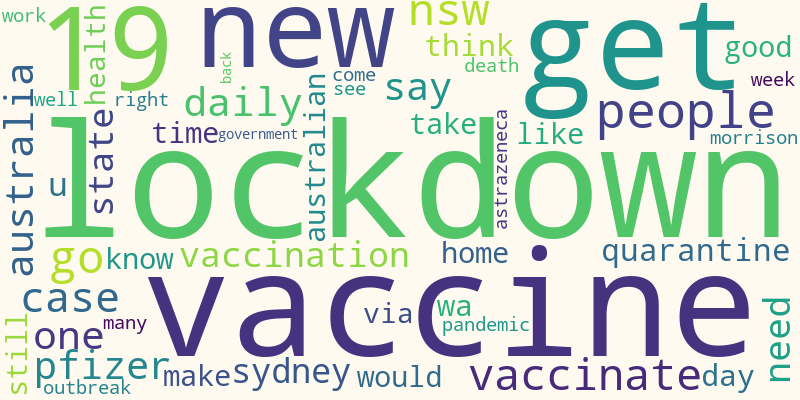 work
19
new
nsw
get
health
back
think
good
death
come
see
say
week
australia
well
right
daily
australian
people
state
time
government
take
astrazeneca
like
morrison
u
lockdown
go
know
vaccination
home
quarantine
case
vaccine
via
wa
pandemic
need
one
many
still
pfizer
make
sydney
would
vaccinate
day
outbreak